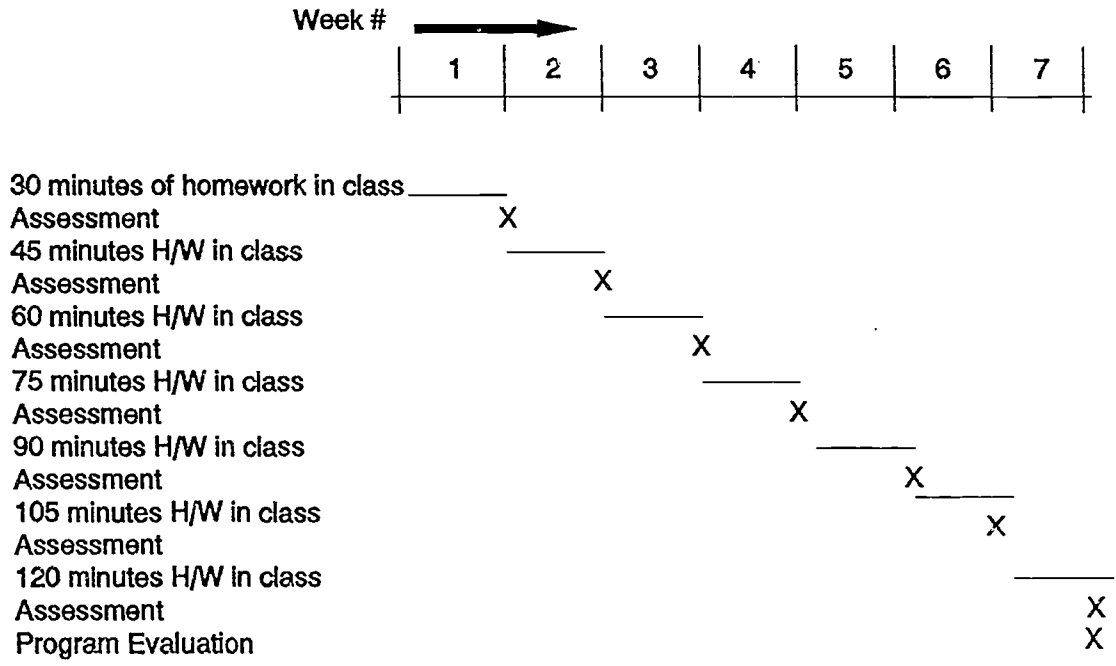 Week #
1 2 3 4 5 6 7
30 minutes of homework in class
Assessment X
45 minutes H/W in class
Assessment X
60 minutes H/W in class
Assessment X
75 minutes H/W in class
Assessment X
90 minutes H/W in class
Assessment X
105 minutes H/W in class X
Assessment
120 minutes H/W in class
Assessment X
Program Evaluation X